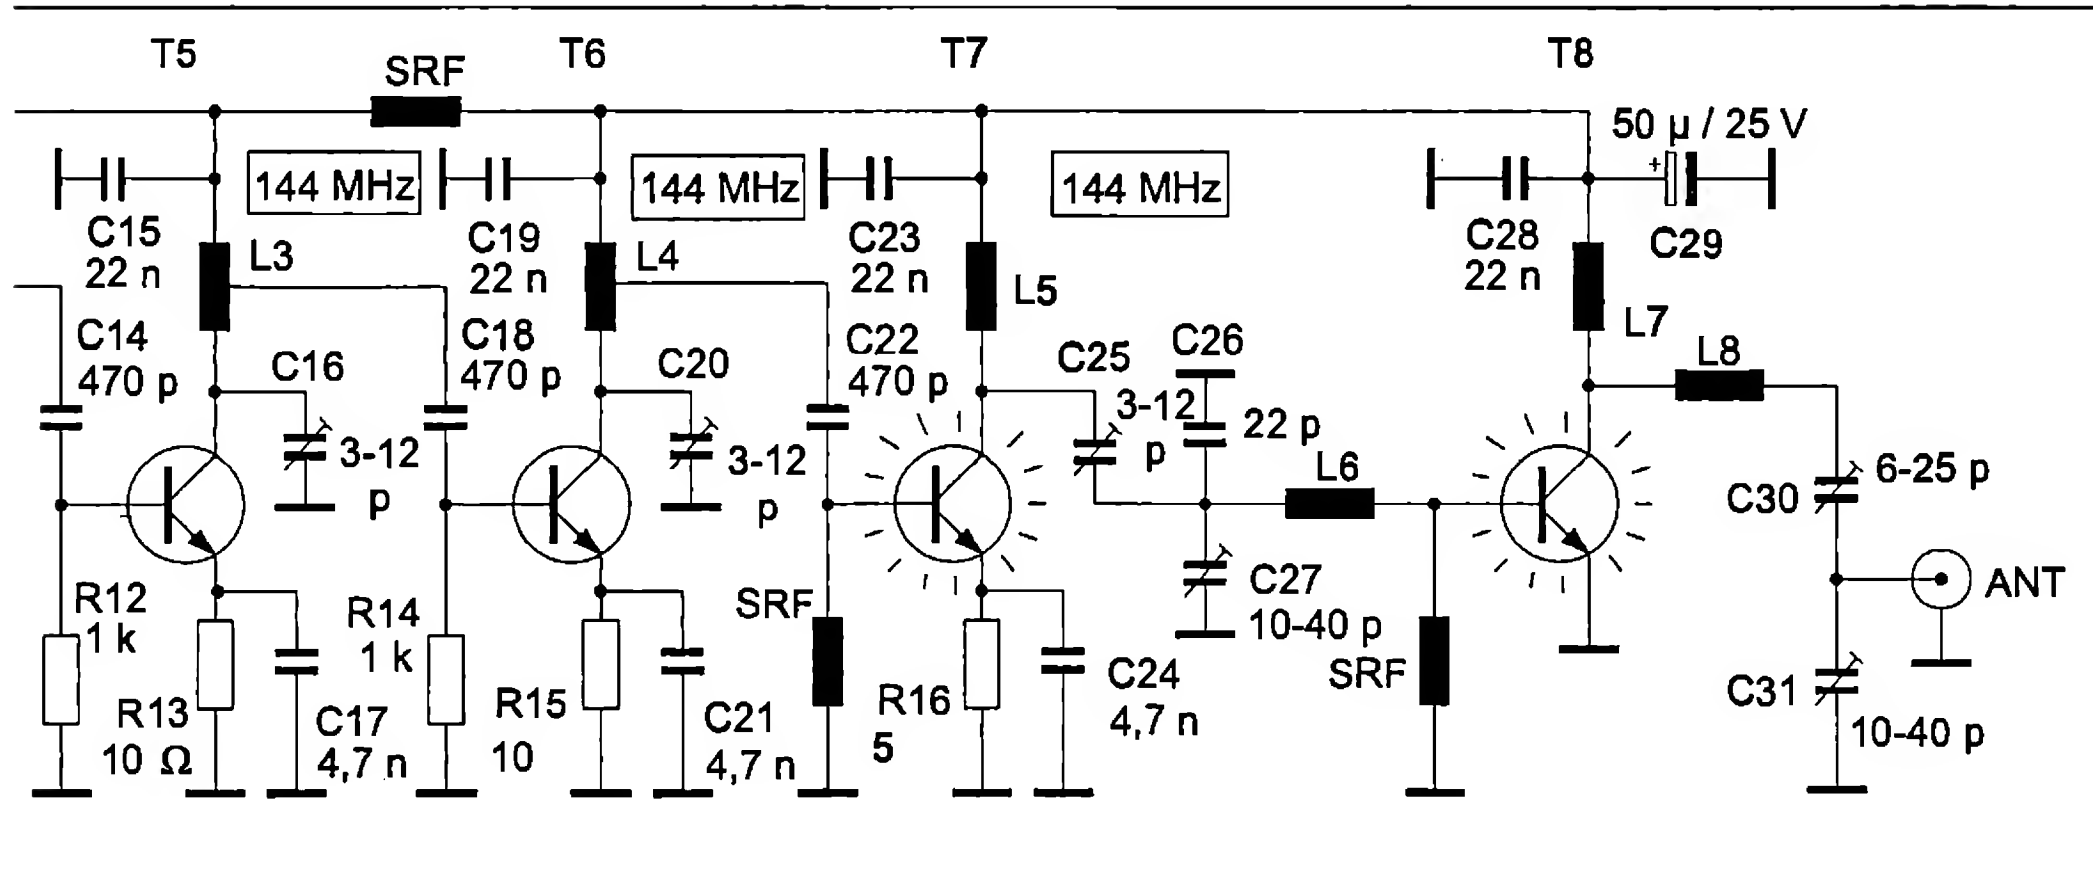 T5
T6
T7
T8
SRF
50 µ / 25 V
+
144 MHz
144 MHz
144 MHz
C15
22 n
L3
C19
22 n
L4
C23
22 n
L5
C28
22 n
C29
L7
C14
470 p
C16
3-12
p
C18
470 p
C20
3-12
p
C22
470 p
C25
3-12
p
C26
22 p
L6
L8
C30
6-25 p
ANT
C27
10-40 p
R12
1 k
R13
10 Ω
C17
4,7 n
R14
1 k
R15
10
C21
4,7 n
SRF
R16
5
C24
4,7 n
SRF
C31
10-40 p